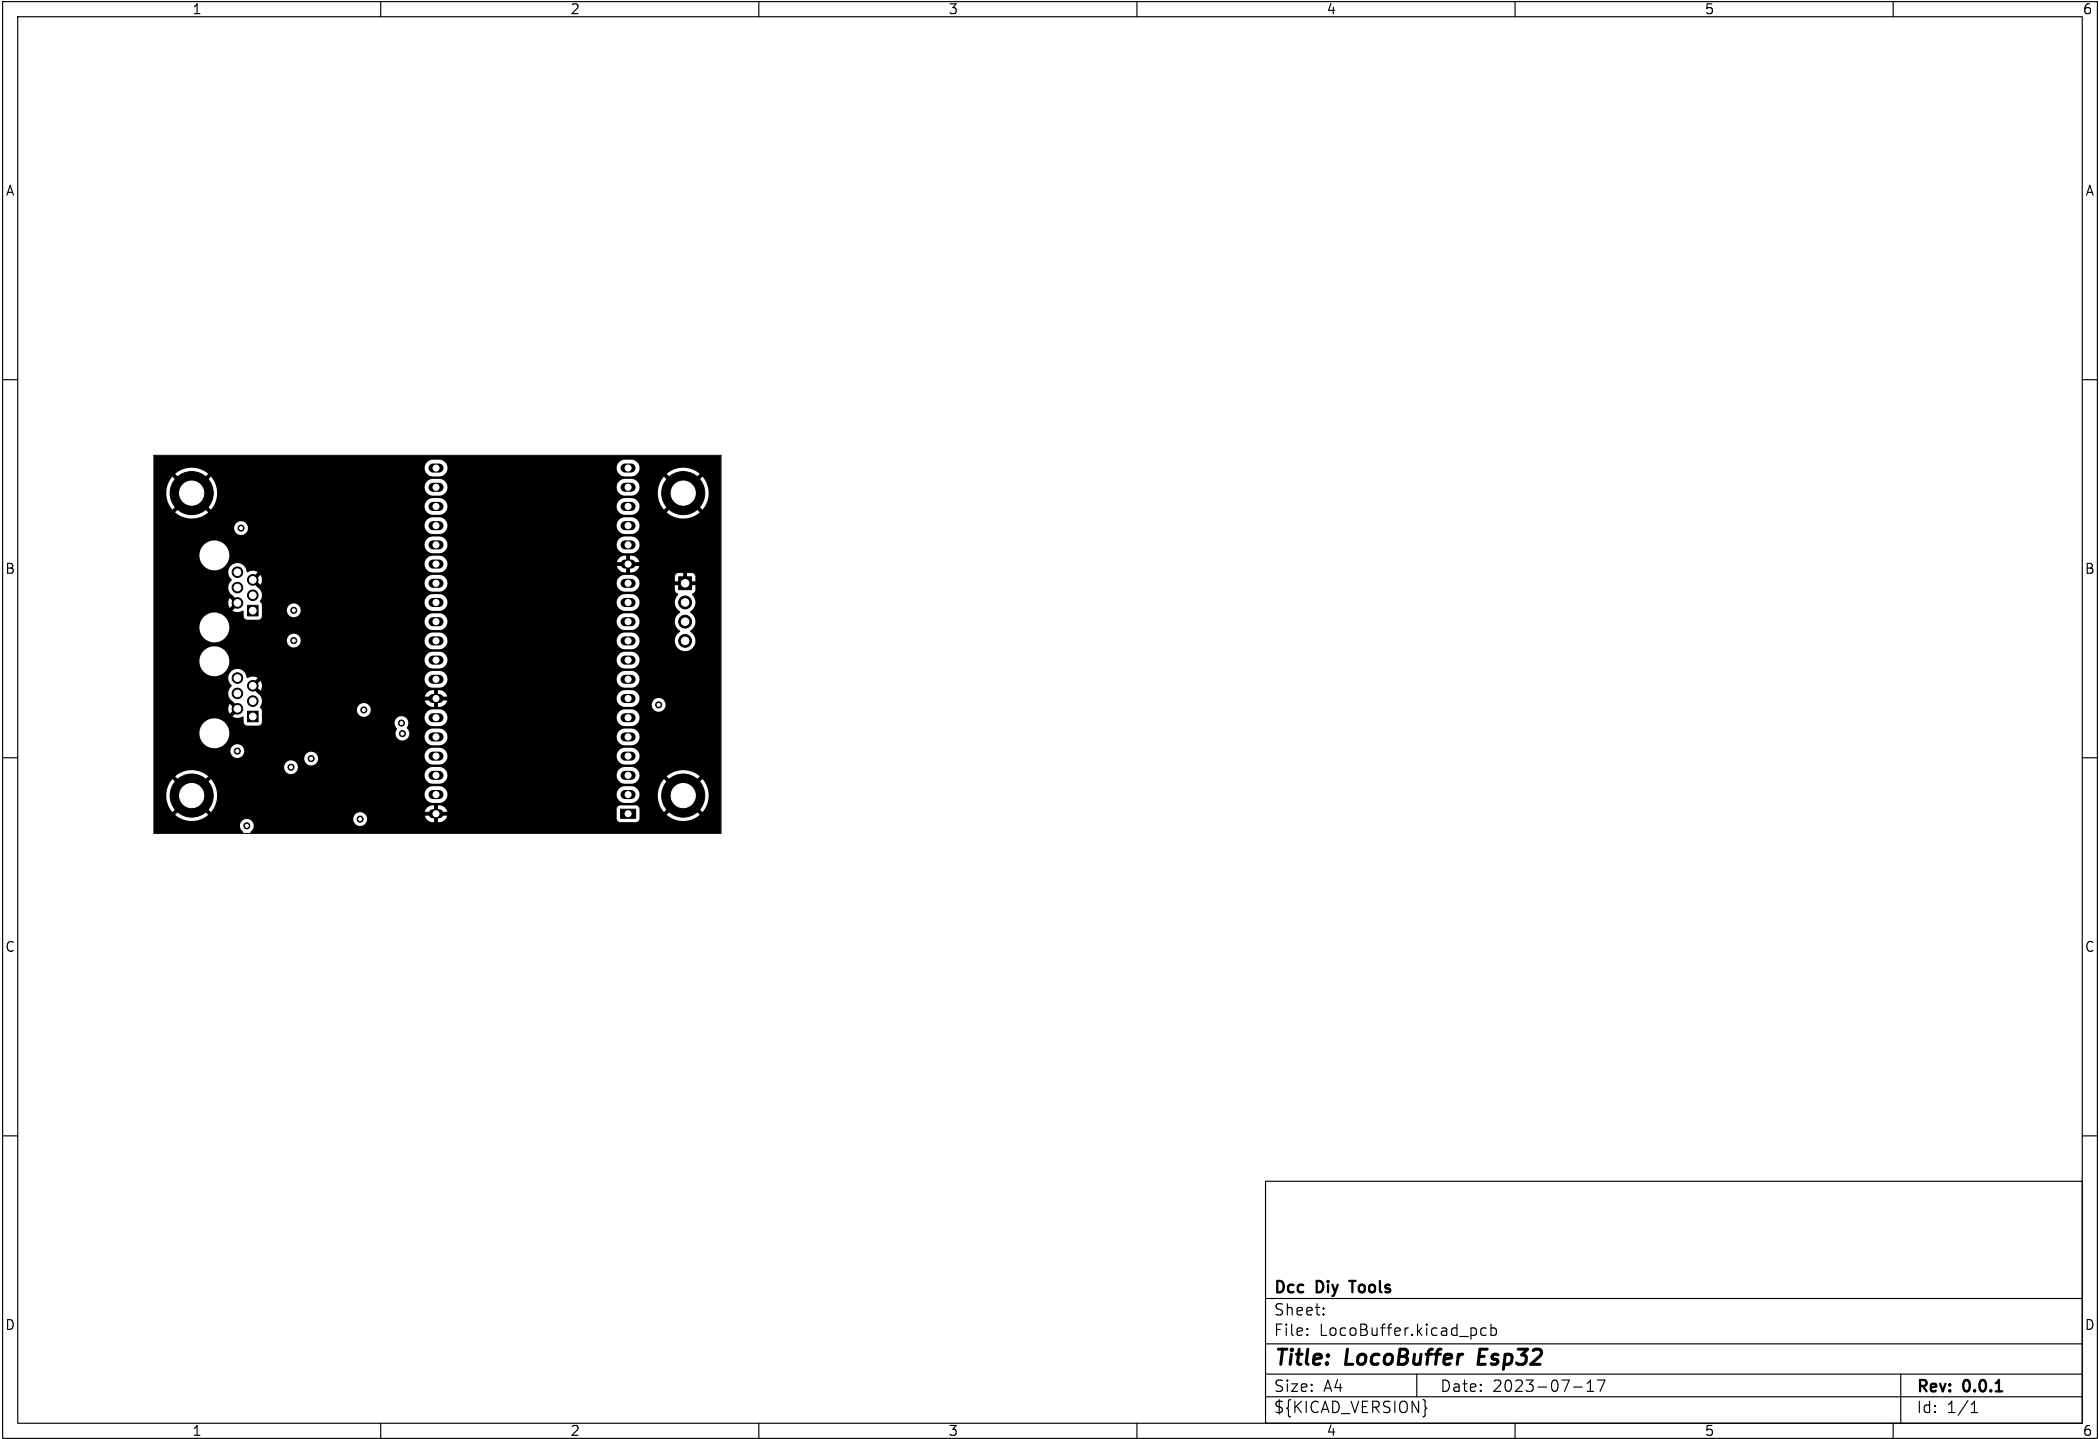 1 2 3 4 5 6
A A
B B
C C
D D
Dcc Diy Tools
Sheet:
File: LocoBuffer.kicad_pcb
Title: LocoBuffer Esp32
Size: A4 Date: 2023-07-17 Rev: 0.0.1
${KICAD_VERSION} Id: 1/1
1 2 3 4 5 6